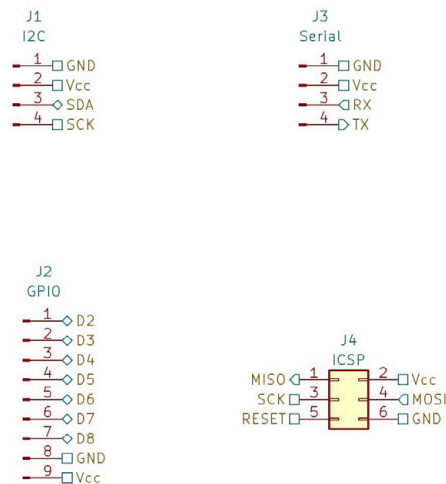 J1
I2C
1 GND
2 Vcc
3 SDA
4 SCK
J3
Serial
1 GND
2 Vcc
3 RX
4 TX
J2
GPIO
1 D2
2 D3
3 D4
4 D5
5 D6
6 D7
7 D8
8 GND
9 Vcc
J4
ICSP
MISO 1 2 Vcc
SCK 3 4 MOSI
RESET 5 6 GND